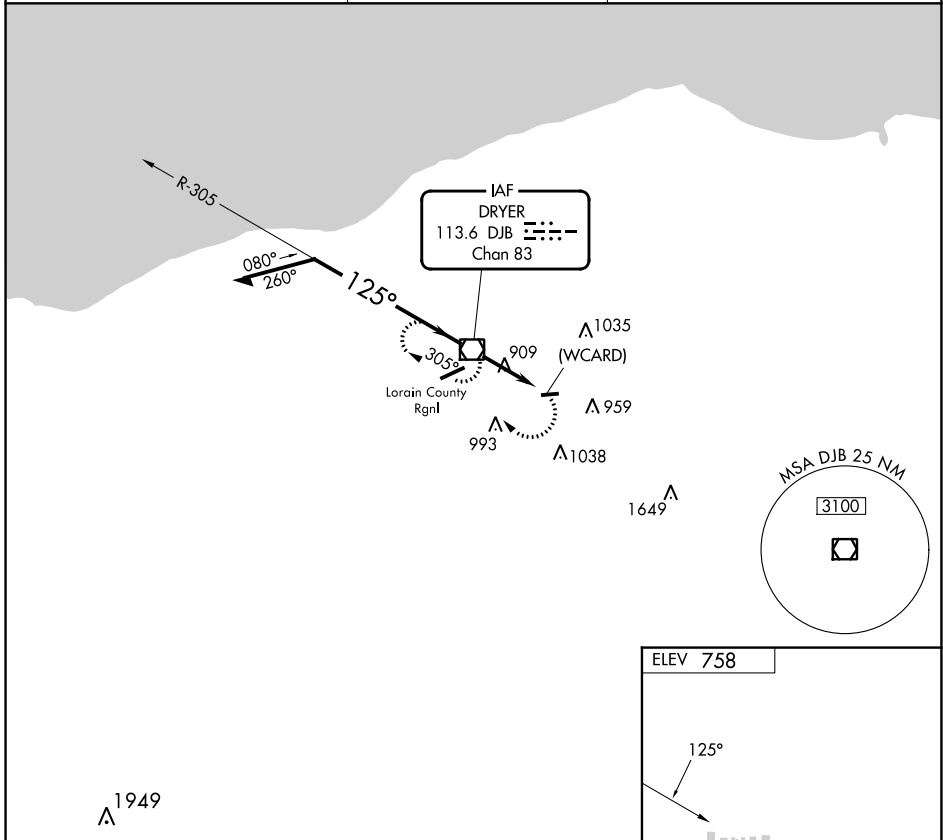 R-305
IAF
DRYER
113.6 DJB
Chan 83
080°
260°
125°
1035
909
(WCARD)
305°
Lorain County
Rgnl
959
993
1038
MSA DJB 25 NM
1649
3100
ELEV 758
125°
1949